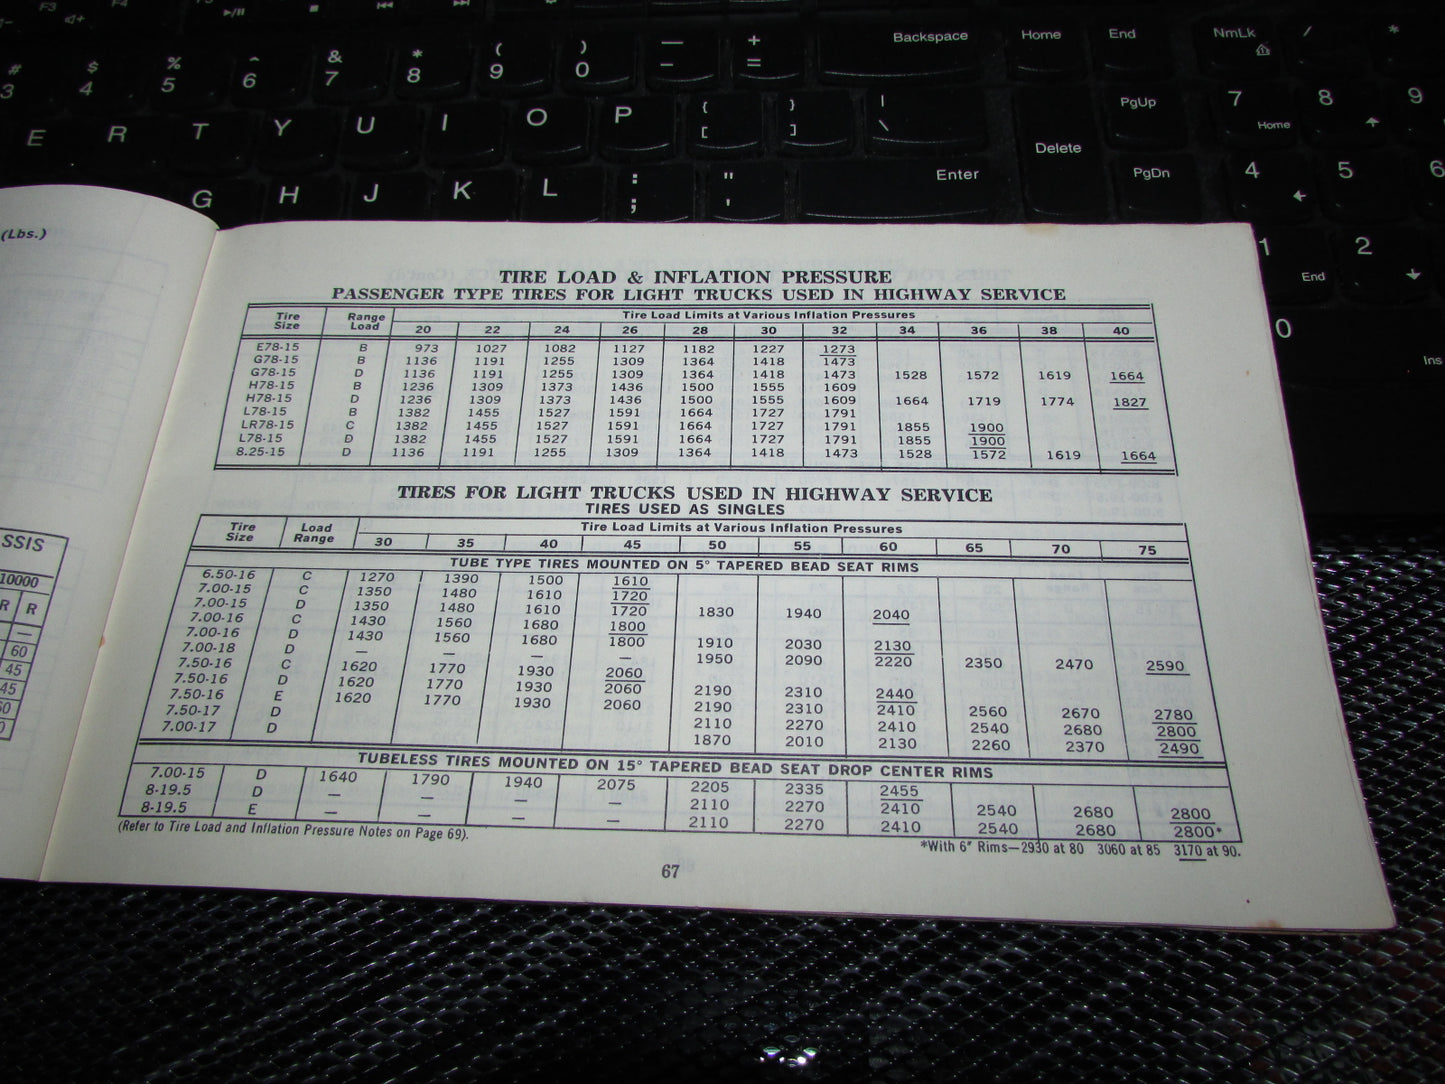 F3 F4
# 3 $ 4 % 5 ^ 6 & 7 * 8 ( 9 ) 0 — - + = Backspace Home End NmLk / *
E R T Y U I O P { [ } ] | \ Delete PgUp 7 Home 8 9
G H J K L : ; " ' Enter PgDn 4 5 6
1 End 2
0 Ins
(Lbs.)
SSIS
10000
R R
—
60
45
45
60
0
TIRE LOAD & INFLATION PRESSURE
PASSENGER TYPE TIRES FOR LIGHT TRUCKS USED IN HIGHWAY SERVICE
Tire Size Range Load Tire Load Limits at Various Inflation Pressures
20 22 24 26 28 30 32 34 36 38 40
E78-15 B 973 1027 1082 1127 1182 1227 1273
G78-15 B 1136 1191 1255 1309 1364 1418 1473
G78-15 D 1136 1191 1255 1309 1364 1418 1473 1528 1572 1619 1664
H78-15 B 1236 1309 1373 1436 1500 1555 1609
H78-15 D 1236 1309 1373 1436 1500 1555 1609 1664 1719 1774 1827
L78-15 B 1382 1455 1527 1591 1664 1727 1791
LR78-15 C 1382 1455 1527 1591 1664 1727 1791 1855 1900
L78-15 D 1382 1455 1527 1591 1664 1727 1791 1855 1900
8.25-15 D 1136 1191 1255 1309 1364 1418 1473 1528 1572 1619 1664
TIRES FOR LIGHT TRUCKS USED IN HIGHWAY SERVICE
TIRES USED AS SINGLES
Tire Size Load Range Tire Load Limits at Various Inflation Pressures
30 35 40 45 50 55 60 65 70 75
TUBE TYPE TIRES MOUNTED ON 5° TAPERED BEAD SEAT RIMS
6.50-16 C 1270 1390 1500 1610
7.00-15 C 1350 1480 1610 1720
7.00-15 D 1350 1480 1610 1720 1830 1940 2040
7.00-16 C 1430 1560 1680 1800
7.00-16 D 1430 1560 1680 1800 1910 2030 2130
7.00-18 D — — — — 1950 2090 2220 2350 2470 2590
7.50-16 C 1620 1770 1930 2060
7.50-16 D 1620 1770 1930 2060 2190 2310 2440
7.50-16 E 1620 1770 1930 2060 2190 2310 2410 2560 2670 2780
7.50-17 D 2110 2270 2410 2540 2680 2800
7.00-17 D 1870 2010 2130 2260 2370 2490
TUBELESS TIRES MOUNTED ON 15° TAPERED BEAD SEAT DROP CENTER RIMS
7.00-15 D 1640 1790 1940 2075 2205 2335 2455
8-19.5 D — — — — 2110 2270 2410 2540 2680 2800
8-19.5 E — — — — 2110 2270 2410 2540 2680 2800*
(Refer to Tire Load and Inflation Pressure Notes on Page 69).
*With 6" Rims—2930 at 80 3060 at 85 3170 at 90.
67